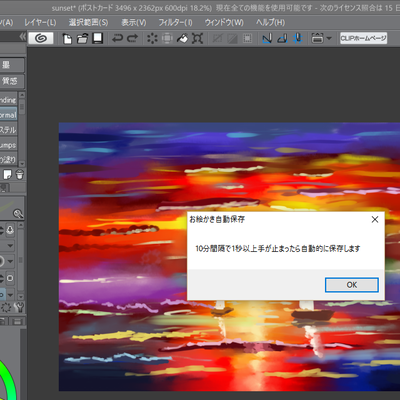 sunset* (ポストカード 3496 x 2362px 600dpi 18.2%) 現在全ての機能を使用可能です - 次のライセンス照会は 15 日
(A) レイヤー(L) 選択範囲(S) 表示(V) フィルター(I) ウィンドウ(W) ヘルプ(H)
CLIPホームページ
墨
質感
nding
ormal
ステル
umps
の塗り
お絵かき自動保存
10分間隔で1秒以上手が止まったら自動的に保存します
OK